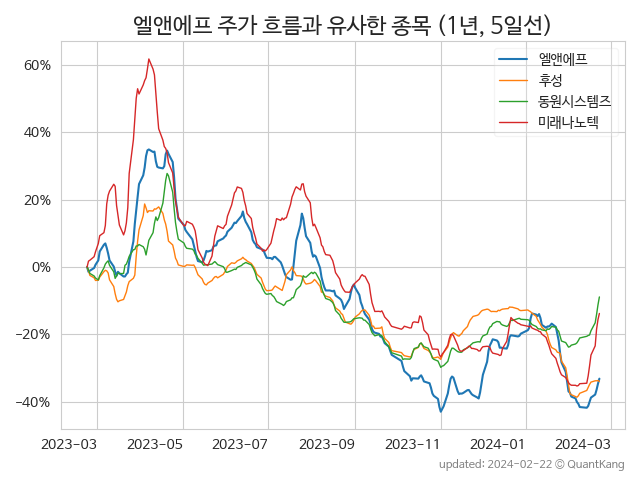 엘앤에프 주가 흐름과 유사한 종목 (1년, 5일선)
엘앤에프
후성
동원시스템즈
미래나노텍
60%
40%
20%
0%
−20%
−40%
2023-03 2023-05 2023-07 2023-09 2023-11 2024-01 2024-03
updated: 2024-02-22 © QuantKang